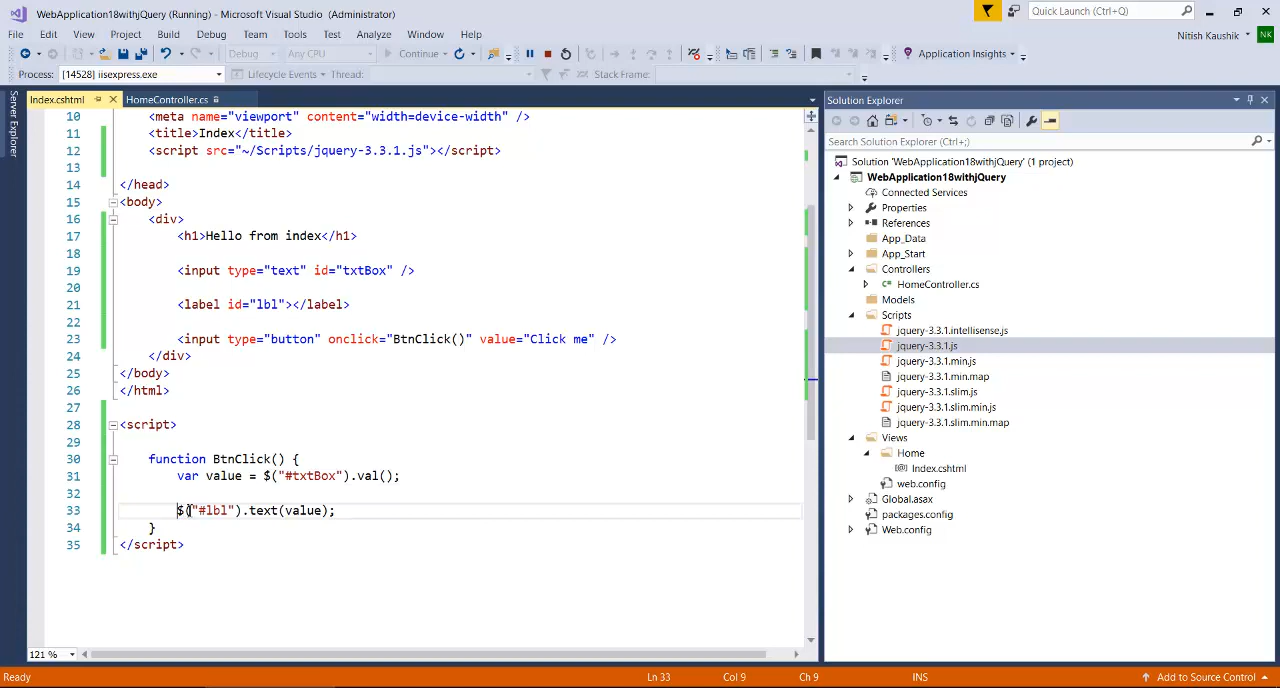 WebApplication18withjQuery (Running) - Microsoft Visual Studio (Administrator)
Quick Launch (Ctrl+Q)
File Edit View Project Build Debug Team Tools Test Analyze Window Help
Nitish Kaushik NK
Debug Any CPU Continue Application Insights
Process: [14528] iisexpress.exe Lifecycle Events Thread: Stack Frame:
Server Explorer
Index.cshtml HomeController.cs
10 <meta name="viewport" content="width=device-width" />
11 <title>Index</title>
12 <script src="~/Scripts/jquery-3.3.1.js"></script>
13
14 </head>
15 <body>
16 <div>
17 <h1>Hello from index</h1>
18
19 <input type="text" id="txtBox" />
20
21 <label id="lbl"></label>
22
23 <input type="button" onclick="BtnClick()" value="Click me" />
24 </div>
25 </body>
26 </html>
27
28 <script>
29
30 function BtnClick() {
31 var value = $("#txtBox").val();
32
33 $("#lbl").text(value);
34 }
35 </script>
121 %
Solution Explorer
Search Solution Explorer (Ctrl+;)
Solution 'WebApplication18withjQuery' (1 project)
WebApplication18withjQuery
Connected Services
Properties
References
App_Data
App_Start
Controllers
HomeController.cs
Models
Scripts
jquery-3.3.1.intellisense.js
jquery-3.3.1.js
jquery-3.3.1.min.js
jquery-3.3.1.min.map
jquery-3.3.1.slim.js
jquery-3.3.1.slim.min.js
jquery-3.3.1.slim.min.map
Views
Home
Index.cshtml
web.config
Global.asax
packages.config
Web.config
Ready Ln 33 Col 9 Ch 9 INS Add to Source Control